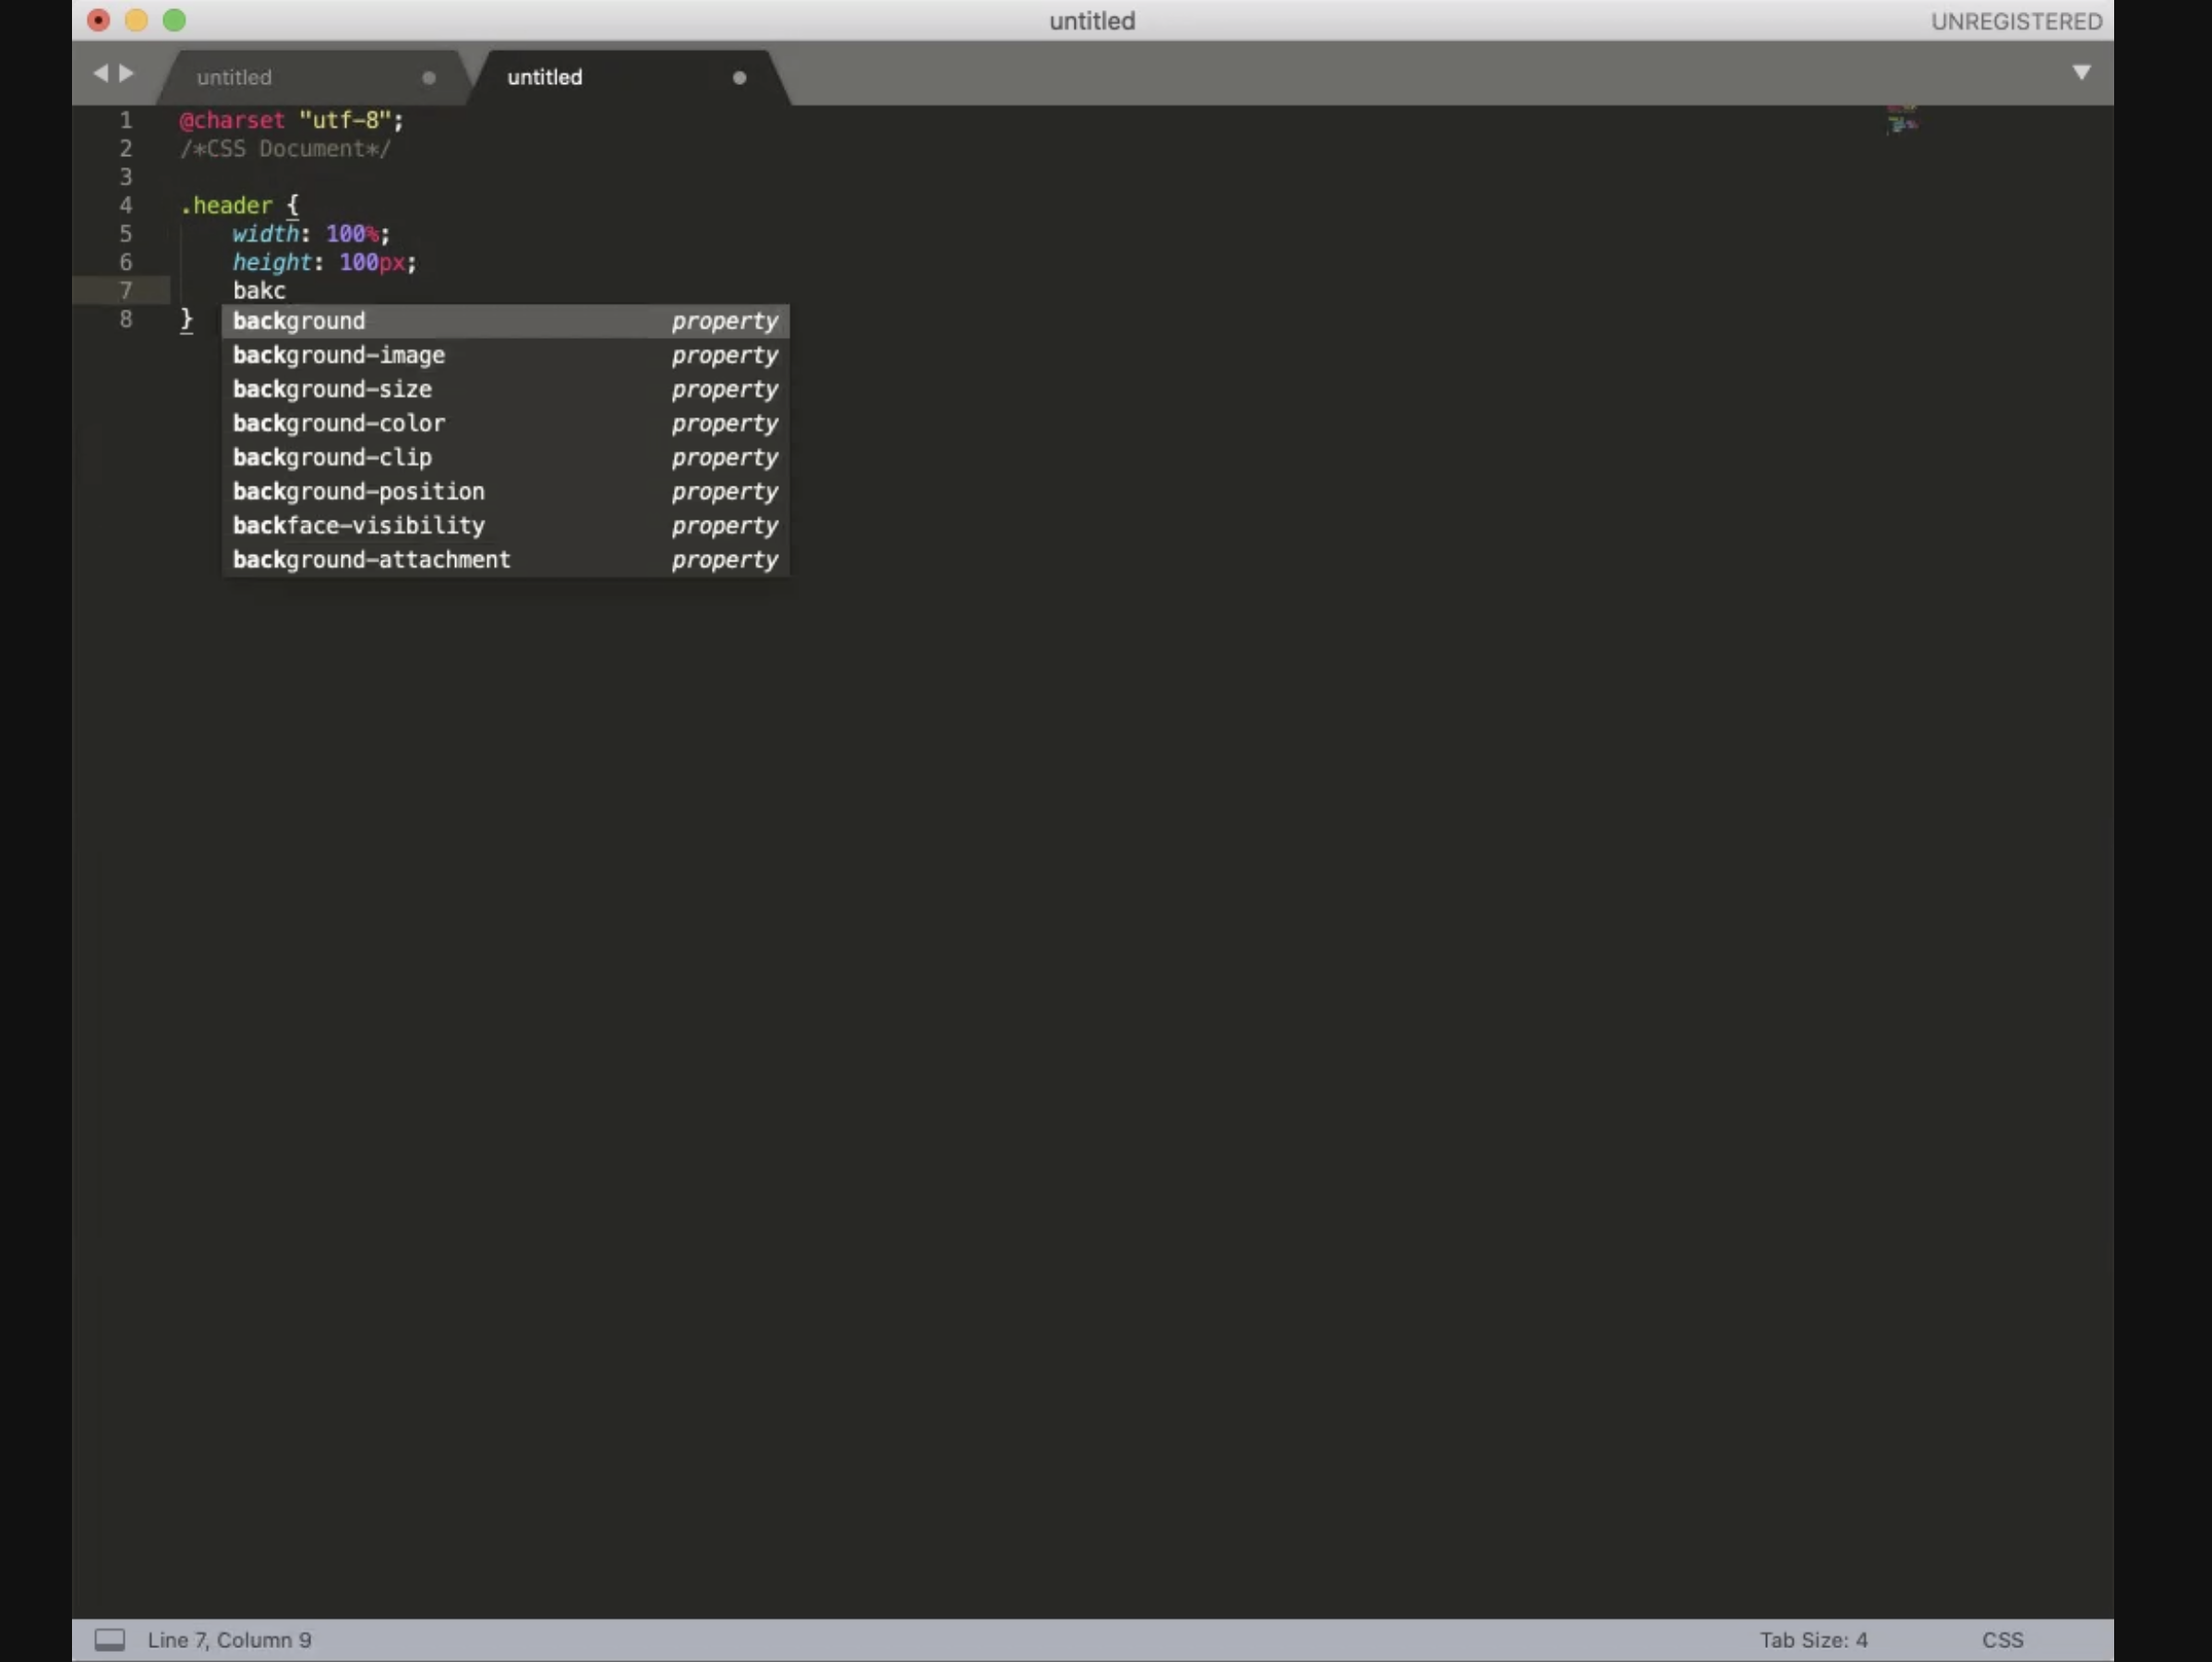 untitled
UNREGISTERED
untitled
untitled
1 @charset "utf-8";
2 /*CSS Document*/
3
4 .header {
5 width: 100%;
6 height: 100px;
7 bakc
8 }
background property
background-image property
background-size property
background-color property
background-clip property
background-position property
backface-visibility property
background-attachment property
Line 7, Column 9
Tab Size: 4
CSS